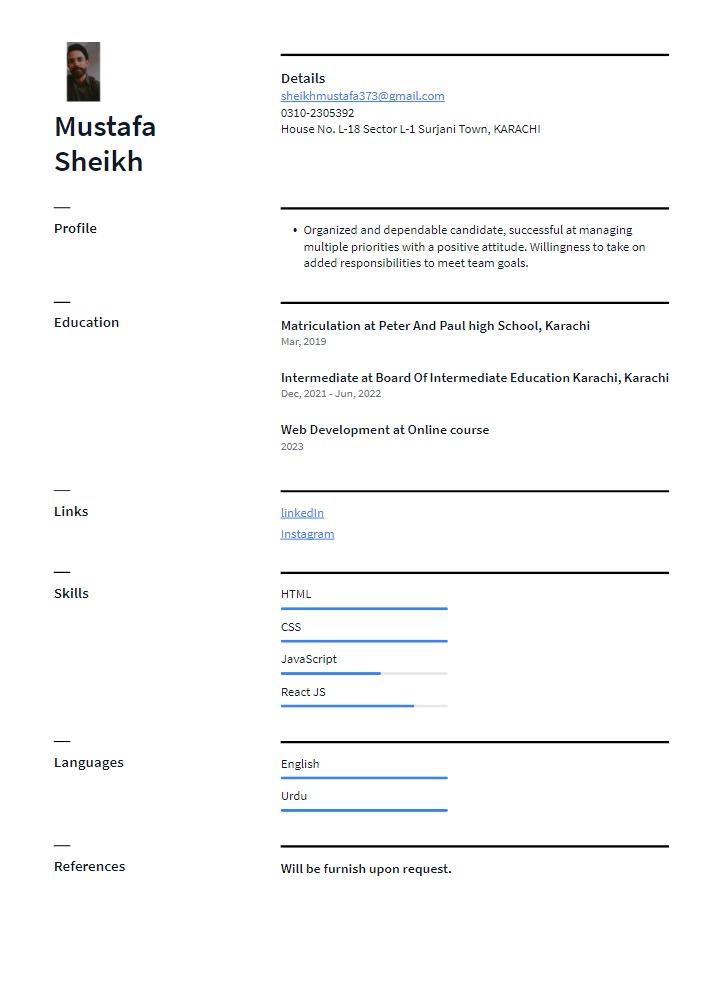 Mustafa
Sheikh
Details
sheikhmustafa373@gmail.com
0310-2305392
House No. L-18 Sector L-1 Surjani Town, KARACHI
Profile
• Organized and dependable candidate, successful at managing
multiple priorities with a positive attitude. Willingness to take on
added responsibilities to meet team goals.
Education
Matriculation at Peter And Paul high School, Karachi
Mar, 2019
Intermediate at Board Of Intermediate Education Karachi, Karachi
Dec, 2021 - Jun, 2022
Web Development at Online course
2023
Links
linkedIn
Instagram
Skills
HTML
CSS
JavaScript
React JS
Languages
English
Urdu
References
Will be furnish upon request.